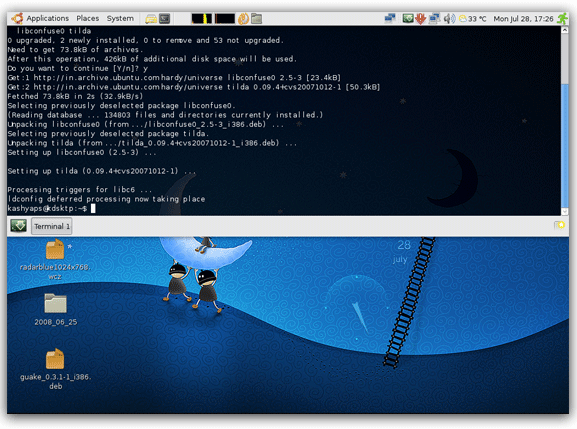 Applications Places System
33 °C Mon Jul 28, 17:26
libconfuse0 tilda
0 upgraded, 2 newly installed, 0 to remove and 53 not upgraded.
Need to get 73.8kB of archives.
After this operation, 426kB of additional disk space will be used.
Do you want to continue [Y/n]? y
Get:1 http://in.archive.ubuntu.com hardy/universe libconfuse0 2.5-3 [23.4kB]
Get:2 http://in.archive.ubuntu.com hardy/universe tilda 0.09.4+cvs20071012-1 [50.3kB]
Fetched 73.8kB in 2s (32.9kB/s)
Selecting previously deselected package libconfuse0.
(Reading database ... 134803 files and directories currently installed.)
Unpacking libconfuse0 (from .../libconfuse0_2.5-3_i386.deb) ...
Selecting previously deselected package tilda.
Unpacking tilda (from .../tilda_0.09.4+cvs20071012-1_i386.deb) ...
Setting up libconfuse0 (2.5-3) ...
Setting up tilda (0.09.4+cvs20071012-1) ...
Processing triggers for libc6 ...
ldconfig deferred processing now taking place
kashyaps@kdsktp:~$
Terminal 1
28
july
radarblue1024x768.
wcz
2008_06_25
guake_0.3.1-1_i386.
deb